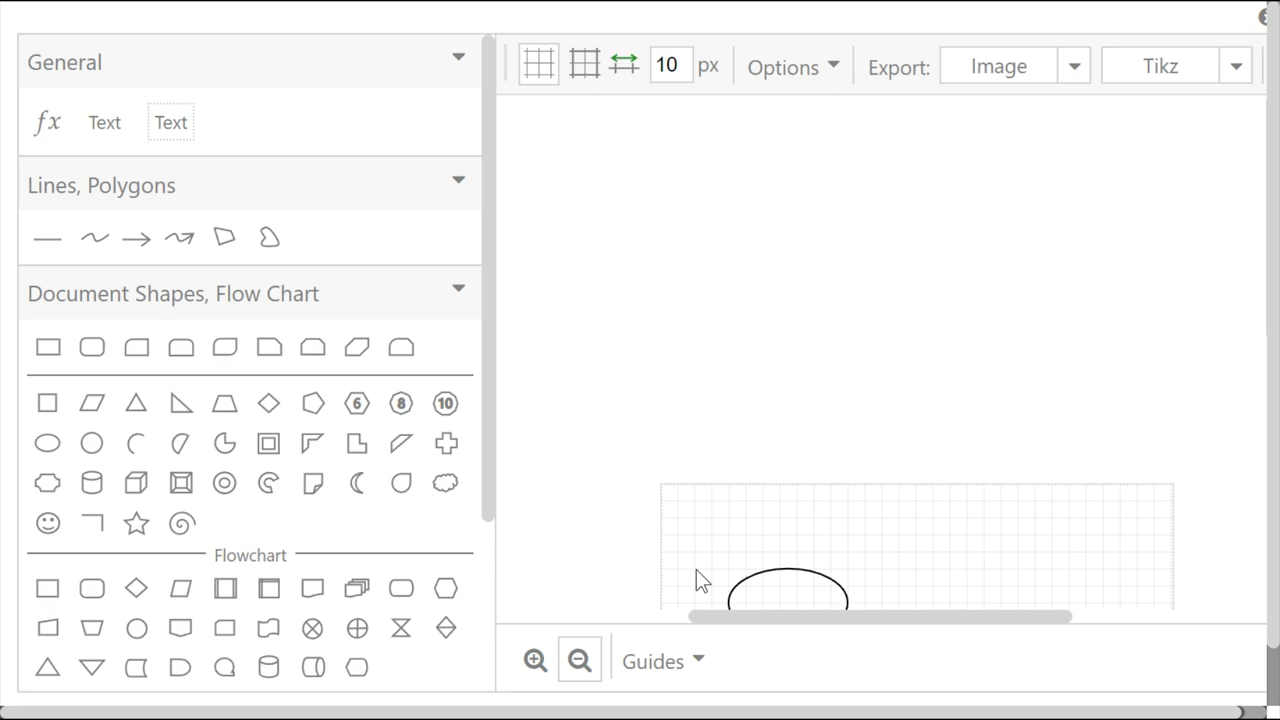 General
10 px Options Export: Image Tikz
fx Text Text
Lines, Polygons
Document Shapes, Flow Chart
6 8 10
Flowchart
Guides